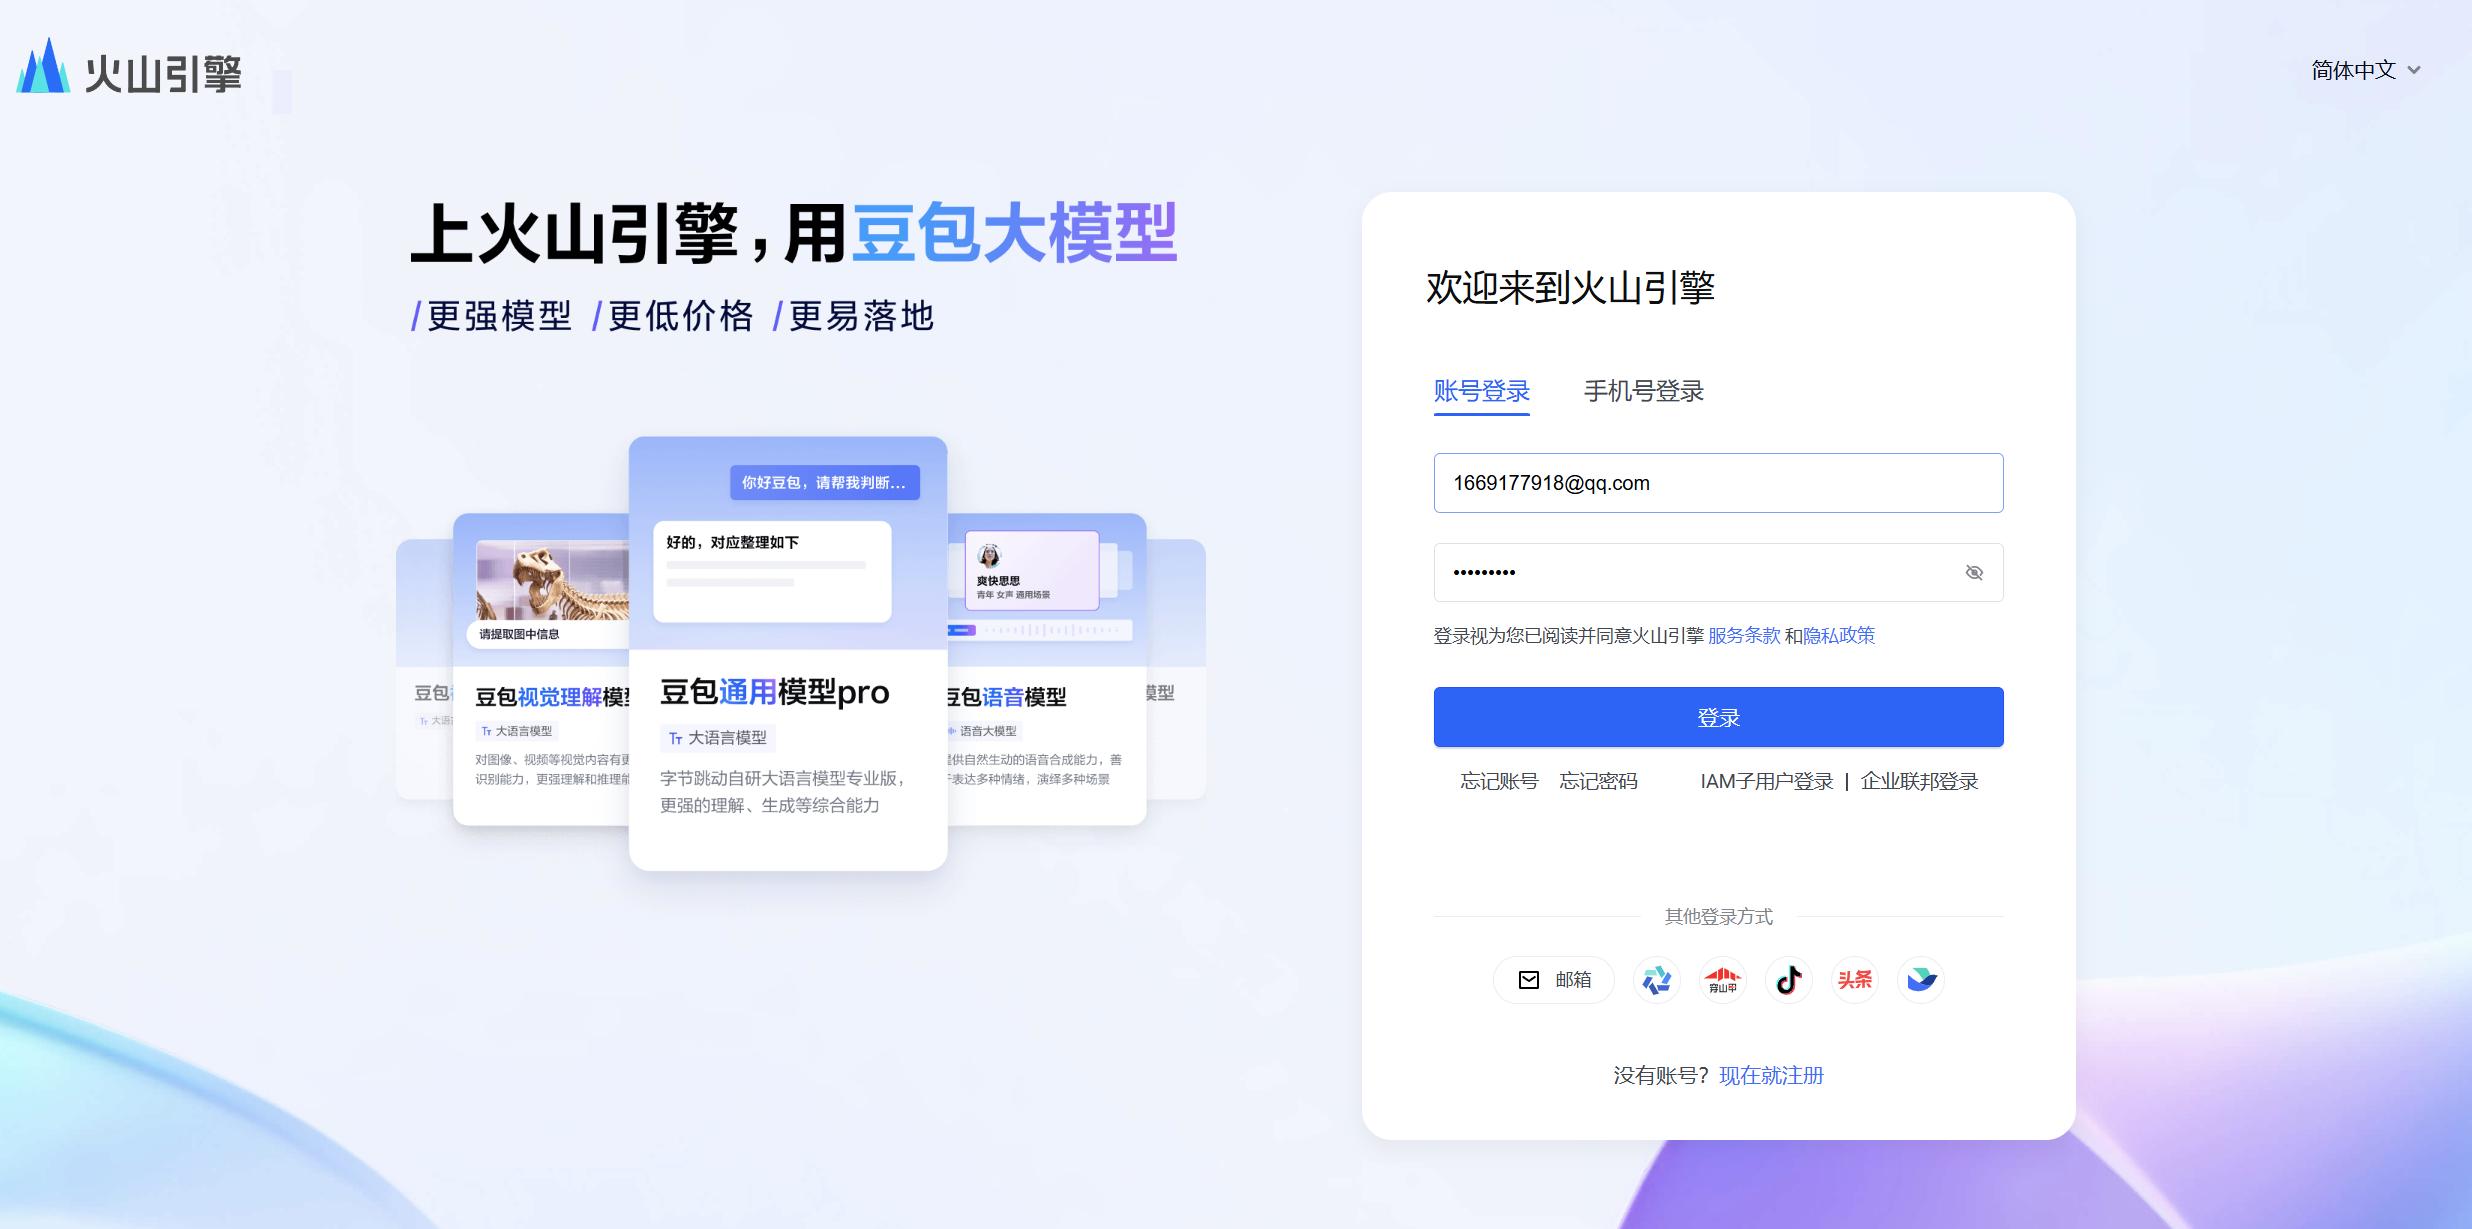 火山引擎
简体中文
上火山引擎，用豆包大模型
/更强模型 /更低价格 /更易落地
你好豆包，请帮我判断...
好的，对应整理如下
请提取图中信息
爽快思思
青年 女声 通用场景
豆包
Tт 大语
豆包视觉理解模
Tт 大语言模型
对图像、视频等视觉内容有更
识别能力，更强理解和推理能
豆包通用模型pro
Tт 大语言模型
字节跳动自研大语言模型专业版，
更强的理解、生成等综合能力
豆包语音模型
语音大模型
提供自然生动的语音合成能力，善
于表达多种情绪，演绎多种场景
模型
欢迎来到火山引擎
账号登录 手机号登录
1669177918@qq.com
•••••••••
登录视为您已阅读并同意火山引擎 服务条款 和隐私政策
登录
忘记账号 忘记密码 IAM子用户登录 | 企业联邦登录
其他登录方式
邮箱
穿山甲
头条
没有账号？现在就注册